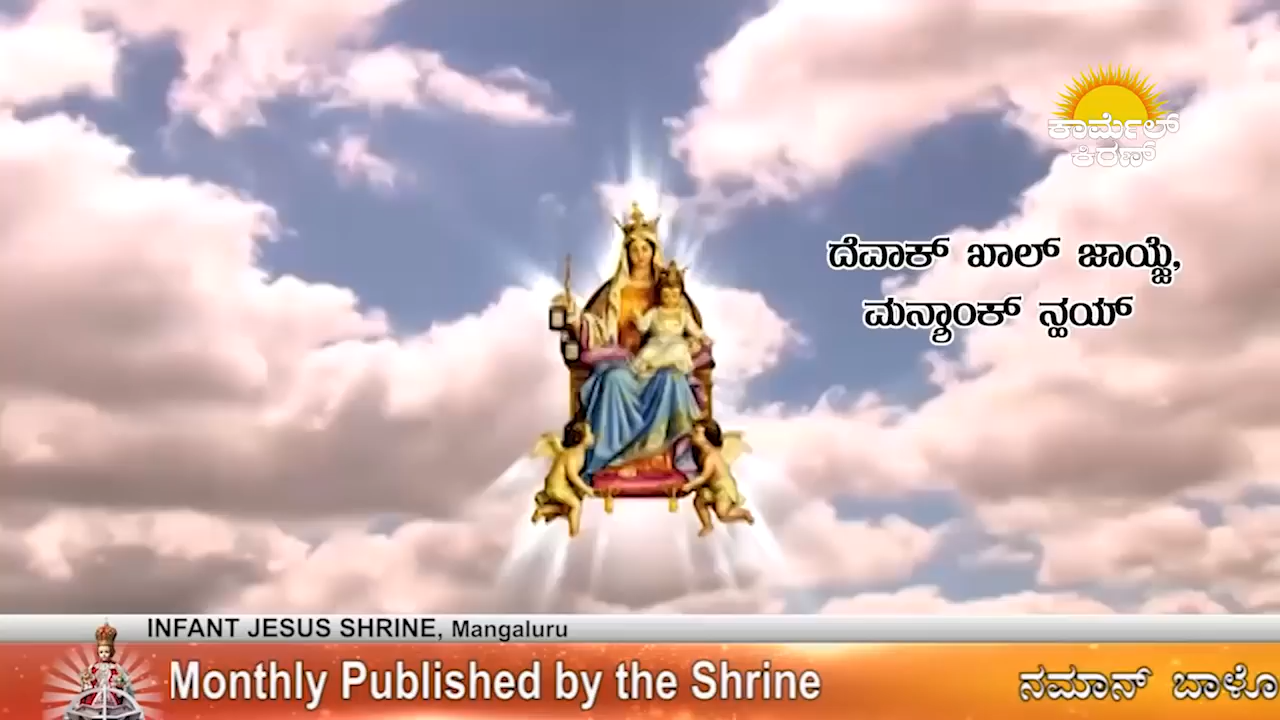 ಕಾರ್ಮೆಲ್
ಕಿರಣ್
ದೆವಾಕ್ ಖಾಲ್ ಜಾಯ್ಜೆ,
ಮನ್ಶ್ಯಾಂಕ್ ನ್ಹಯ್
INFANT JESUS SHRINE, Mangaluru
Monthly Published by the Shrine
ನಮಾನ್ ಬಾಳೊ